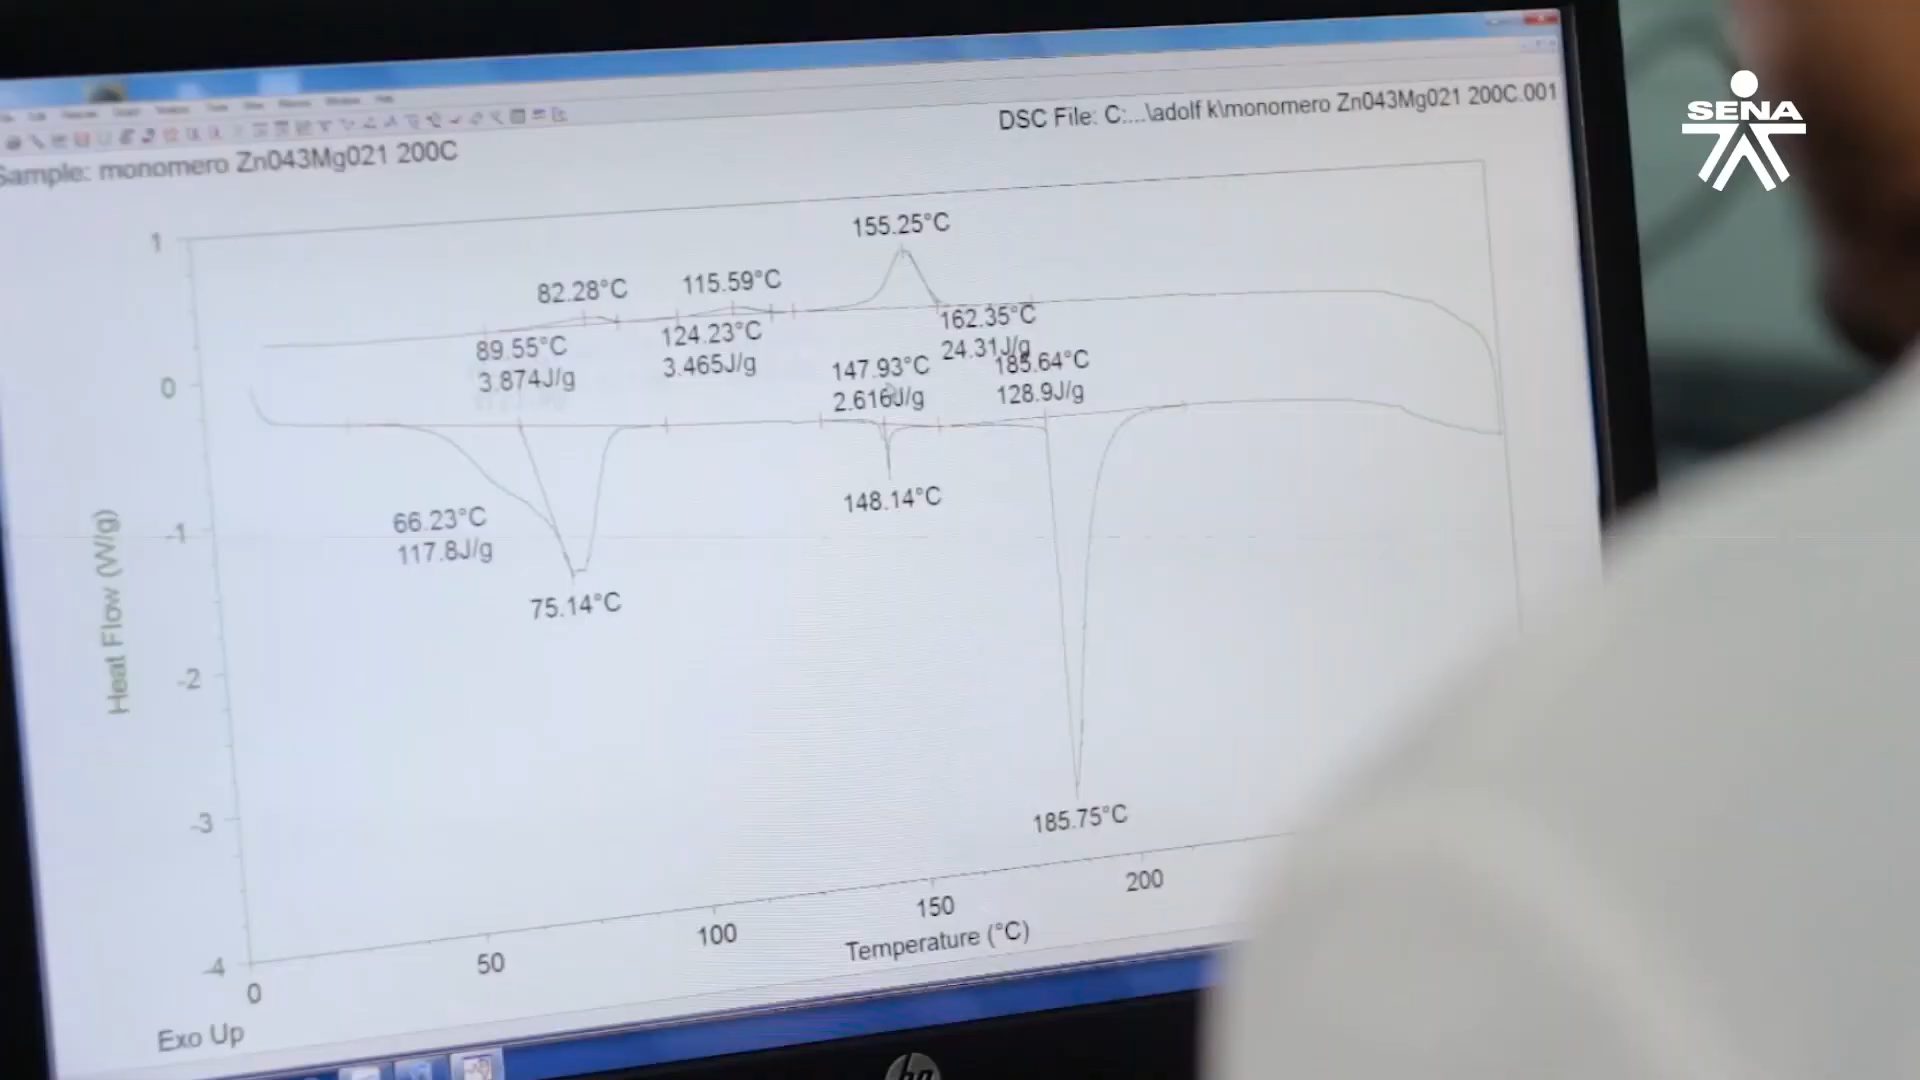 DSC File: C:...\adolf k\monomero Zn043Mg021 200C.001
SENA
Sample: monomero Zn043Mg021 200C
1
0
-1
-2
-3
-4
Heat Flow (W/g)
155.25°C
82.28°C
115.59°C
89.55°C
3.874J/g
124.23°C
3.465J/g
162.35°C
24.31J/g
147.93°C
2.616J/g
185.64°C
128.9J/g
66.23°C
117.8J/g
75.14°C
148.14°C
185.75°C
0
50
100
150
200
Temperature (°C)
Exo Up
hp